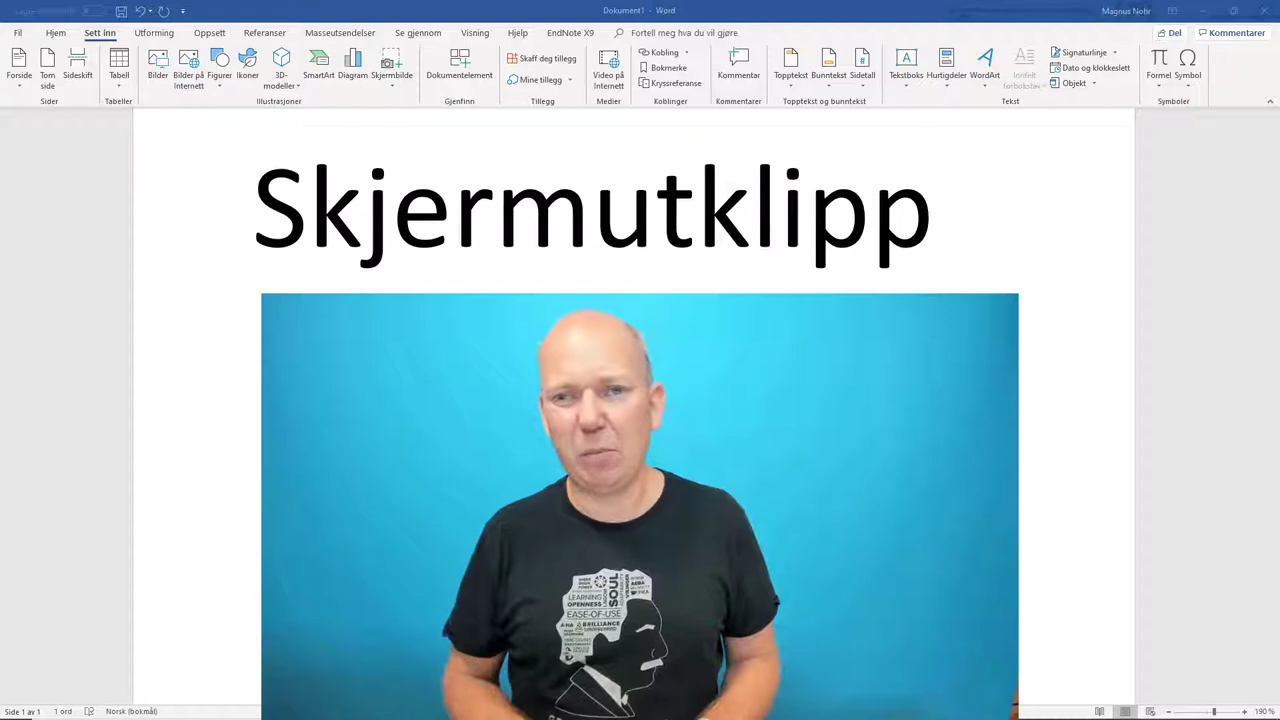 Dokument1 - Word
Magnus Nohr
Fil Hjem Sett inn Utforming Oppsett Referanser Masseutsendelser Se gjennom Visning Hjelp EndNote X9 Fortell meg hva du vil gjøre Del Kommentarer
Forside
Tom side
Sideskift
Sider
Tabell
Tabeller
Bilder
Bilder på Internett
Figurer
Ikoner
3D-modeller
SmartArt
Diagram
Skjermbilde
Illustrasjoner
Dokumentelement
Gjenfinn
Skaff deg tillegg
Mine tillegg
Tillegg
Video på Internett
Medier
Kobling
Bokmerke
Kryssreferanse
Koblinger
Kommentar
Kommentarer
Topptekst
Bunntekst
Sidetall
Topptekst og bunntekst
Tekstboks
Hurtigdeler
WordArt
Innfelt forbokstav
Signaturlinje
Dato og klokkeslett
Objekt
Tekst
Formel
Symbol
Symboler
Skjermutklipp
LEARNING
OPENNESS
SOUL
EASE-OF-USE
BRILLIANCE
Side 1 av 1
1 ord
Norsk (bokmål)
190 %